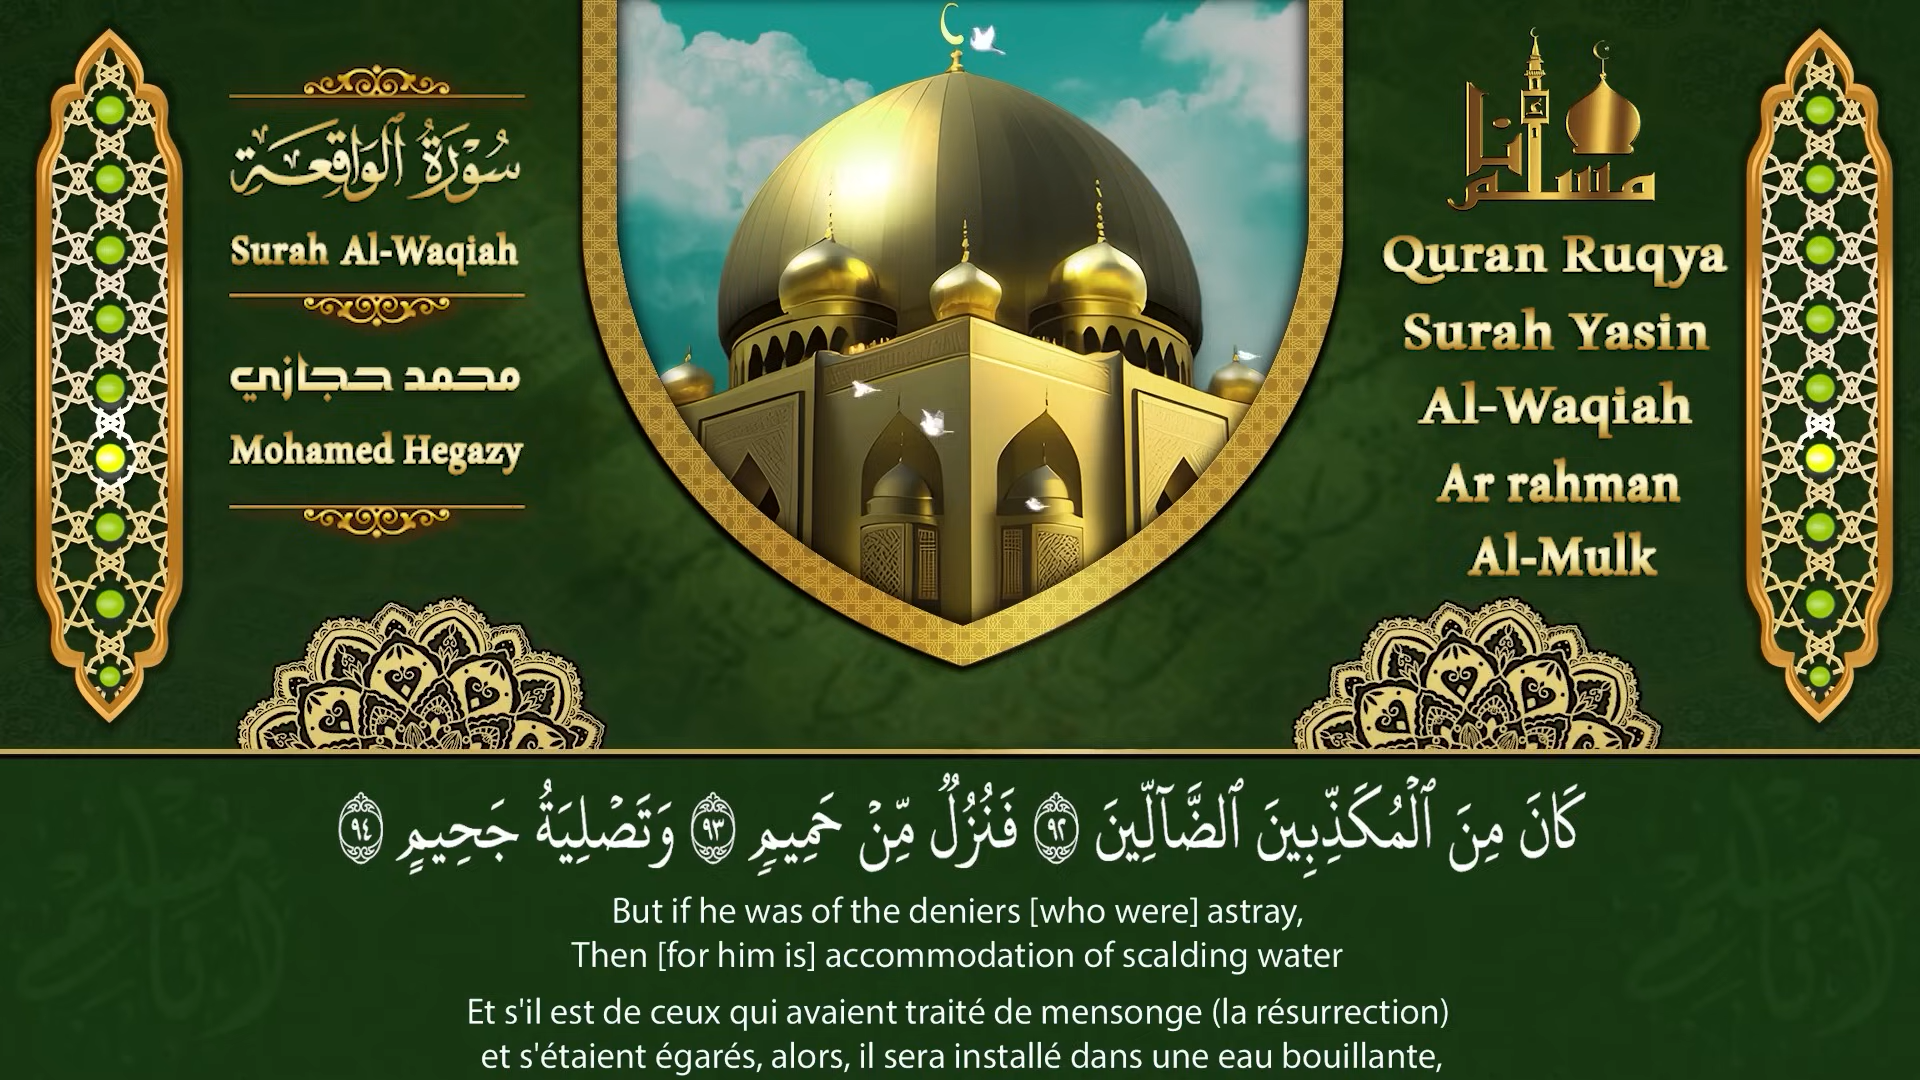 سُورَةُ الوَاقِعَة
Surah Al-Waqiah
محمد حجازي
Mohamed Hegazy
انا
مسلم
Quran Ruqya
Surah Yasin
Al-Waqiah
Ar rahman
Al-Mulk
كَانَ مِنَ ٱلْمُكَذِّبِينَ ٱلضَّآلِّينَ ٩٢ فَنُزُلٌ مِّنْ حَمِيمٍ ٩٣ وَتَصْلِيَةُ جَحِيمٍ ٩٤
But if he was of the deniers [who were] astray,
Then [for him is] accommodation of scalding water
Et s'il est de ceux qui avaient traité de mensonge (la résurrection)
et s'étaient égarés, alors, il sera installé dans une eau bouillante,